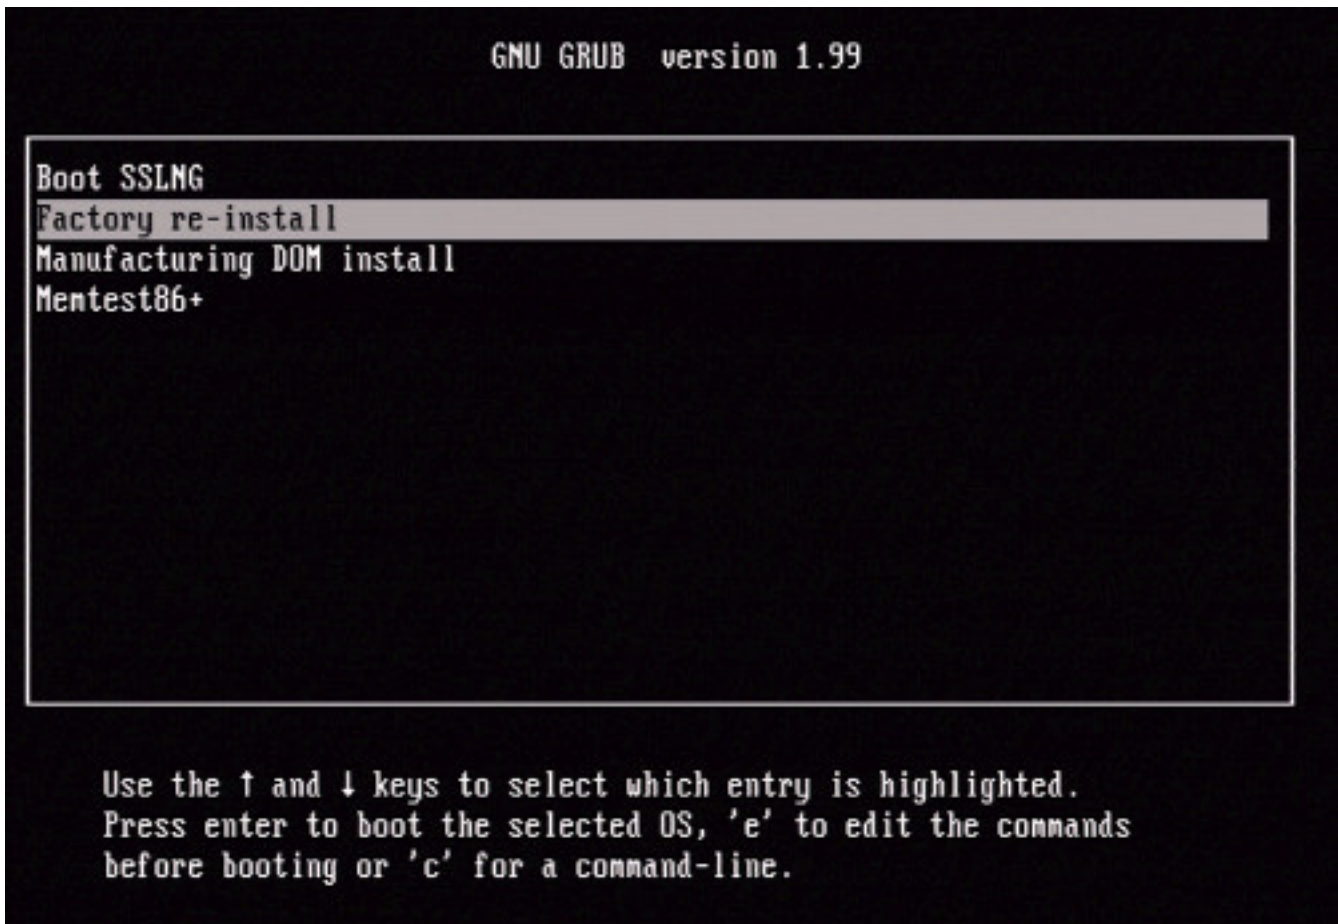 GNU GRUB  version 1.99
Boot SSLNG
Factory re-install
Manufacturing DOM install
Memtest86+
Use the ↑ and ↓ keys to select which entry is highlighted.
Press enter to boot the selected OS, 'e' to edit the commands
before booting or 'c' for a command-line.